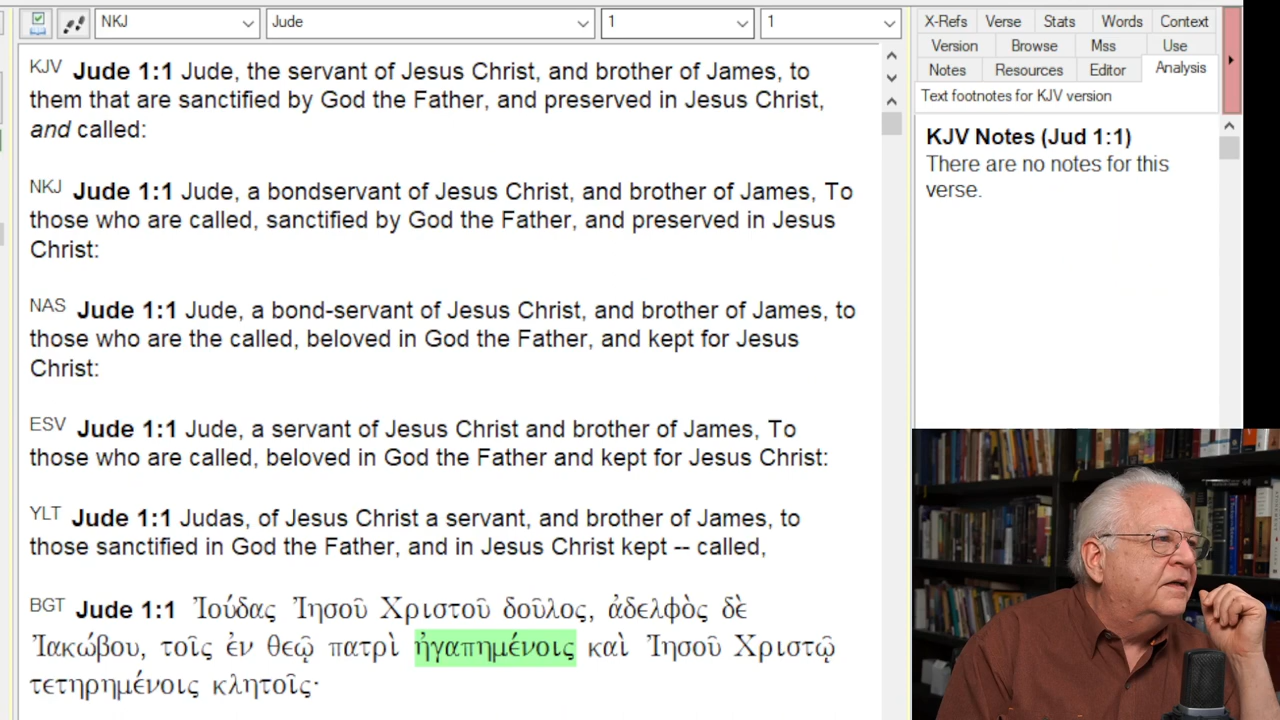 NKJ Jude 1 1
X-Refs Verse Stats Words Context
Version Browse Mss Use
Notes Resources Editor Analysis
Text footnotes for KJV version
KJV Jude 1:1 Jude, the servant of Jesus Christ, and brother of James, to
them that are sanctified by God the Father, and preserved in Jesus Christ,
and called:
NKJ Jude 1:1 Jude, a bondservant of Jesus Christ, and brother of James, To
those who are called, sanctified by God the Father, and preserved in Jesus
Christ:
NAS Jude 1:1 Jude, a bond-servant of Jesus Christ, and brother of James, to
those who are the called, beloved in God the Father, and kept for Jesus
Christ:
ESV Jude 1:1 Jude, a servant of Jesus Christ and brother of James, To
those who are called, beloved in God the Father and kept for Jesus Christ:
YLT Jude 1:1 Judas, of Jesus Christ a servant, and brother of James, to
those sanctified in God the Father, and in Jesus Christ kept -- called,
BGT Jude 1:1 Ἰούδας Ἰησοῦ Χριστοῦ δοῦλος, ἀδελφὸς δὲ
Ἰακώβου, τοῖς ἐν θεῷ πατρὶ ἠγαπημένοις καὶ Ἰησοῦ Χριστῷ
τετηρημένοις κλητοῖς·
KJV Notes (Jud 1:1)
There are no notes for this
verse.